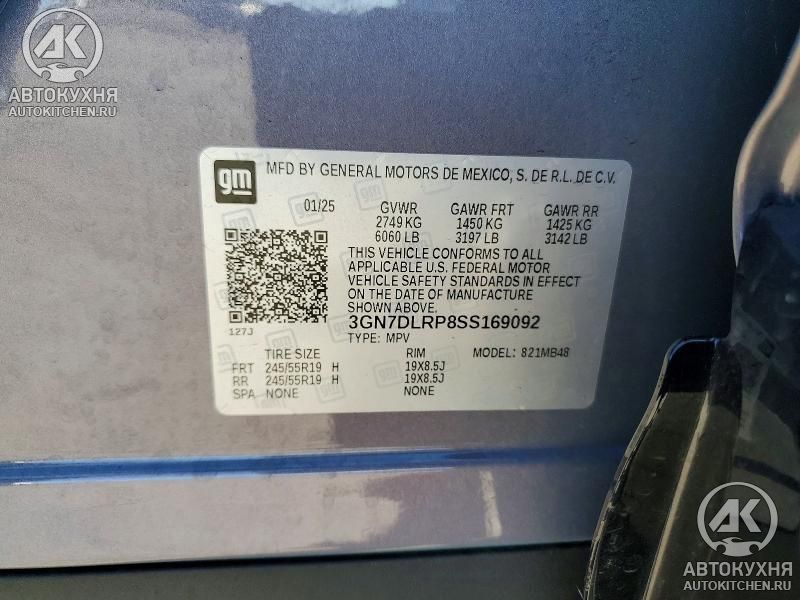 AK
АВТОКУХНЯ
AUTOKITCHEN.RU
gm
MFD BY GENERAL MOTORS DE MEXICO, S. DE R.L. DE C.V.
01/25 GVWR GAWR FRT GAWR RR
2749 KG 1450 KG 1425 KG
6060 LB 3197 LB 3142 LB
THIS VEHICLE CONFORMS TO ALL
APPLICABLE U.S. FEDERAL MOTOR
VEHICLE SAFETY STANDARDS IN EFFECT
ON THE DATE OF MANUFACTURE
SHOWN ABOVE.
3GN7DLRP8SS169092
127J
TYPE: MPV MODEL: 821MB48
TIRE SIZE RIM
FRT 245/55R19 H 19X8.5J
RR 245/55R19 H 19X8.5J
SPA NONE NONE
AK
АВТОКУХНЯ
AUTOKITCHEN.RU